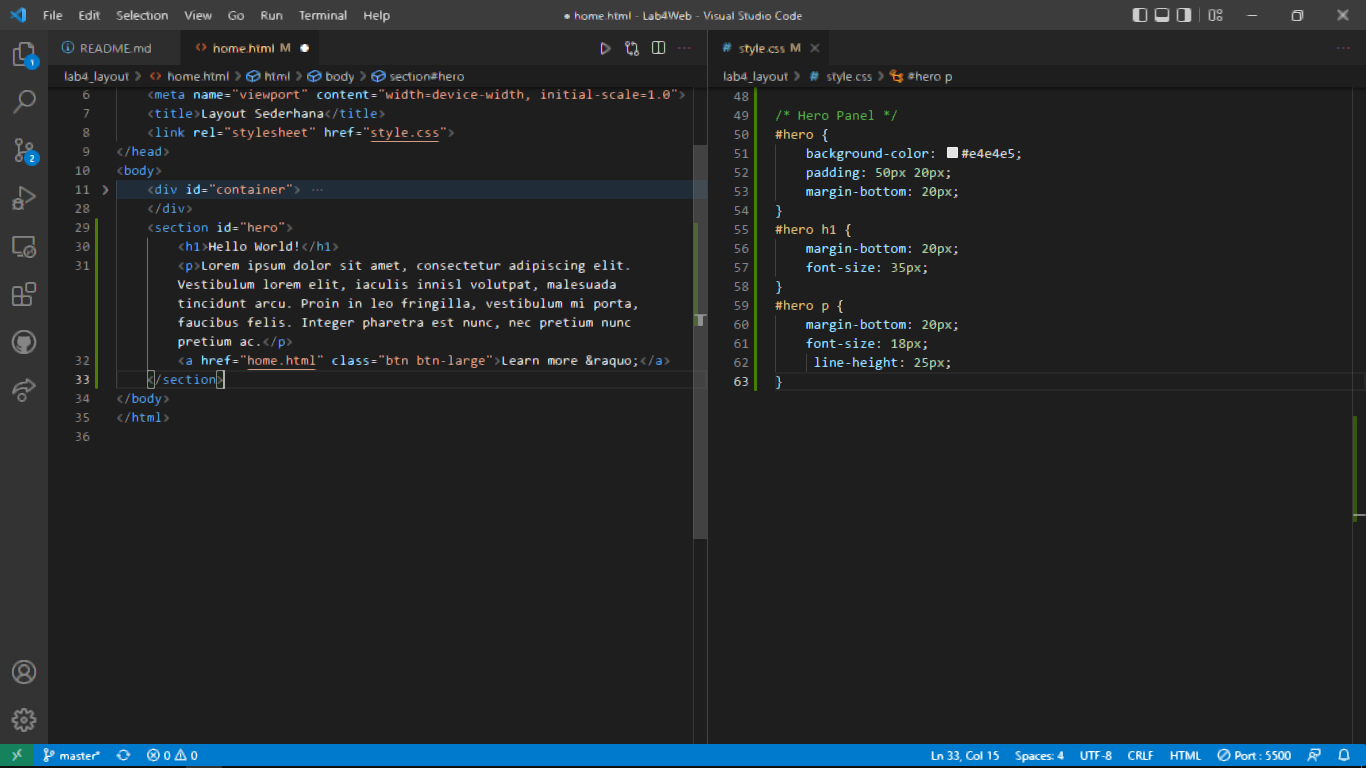 File Edit Selection View Go Run Terminal Help ● home.html - Lab4Web - Visual Studio Code
README.md home.html M ● style.css M
lab4_layout > home.html > html > body > section#hero
lab4_layout > # style.css > #hero p
6 <meta name="viewport" content="width=device-width, initial-scale=1.0">
7 <title>Layout Sederhana</title>
8 <link rel="stylesheet" href="style.css">
9 </head>
10 <body>
11 <div id="container"> ...
28 </div>
29 <section id="hero">
30 <h1>Hello World!</h1>
31 <p>Lorem ipsum dolor sit amet, consectetur adipiscing elit.
Vestibulum lorem elit, iaculis innisl volutpat, malesuada
tincidunt arcu. Proin in leo fringilla, vestibulum mi porta,
faucibus felis. Integer pharetra est nunc, nec pretium nunc
pretium ac.</p>
32 <a href="home.html" class="btn btn-large">Learn more &raquo;</a>
33 </section>
34 </body>
35 </html>
36
48
49 /* Hero Panel */
50 #hero {
51 background-color: #e4e4e5;
52 padding: 50px 20px;
53 margin-bottom: 20px;
54 }
55 #hero h1 {
56 margin-bottom: 20px;
57 font-size: 35px;
58 }
59 #hero p {
60 margin-bottom: 20px;
61 font-size: 18px;
62 line-height: 25px;
63 }
1
2
master* 0 0 Ln 33, Col 15 Spaces: 4 UTF-8 CRLF HTML Port : 5500